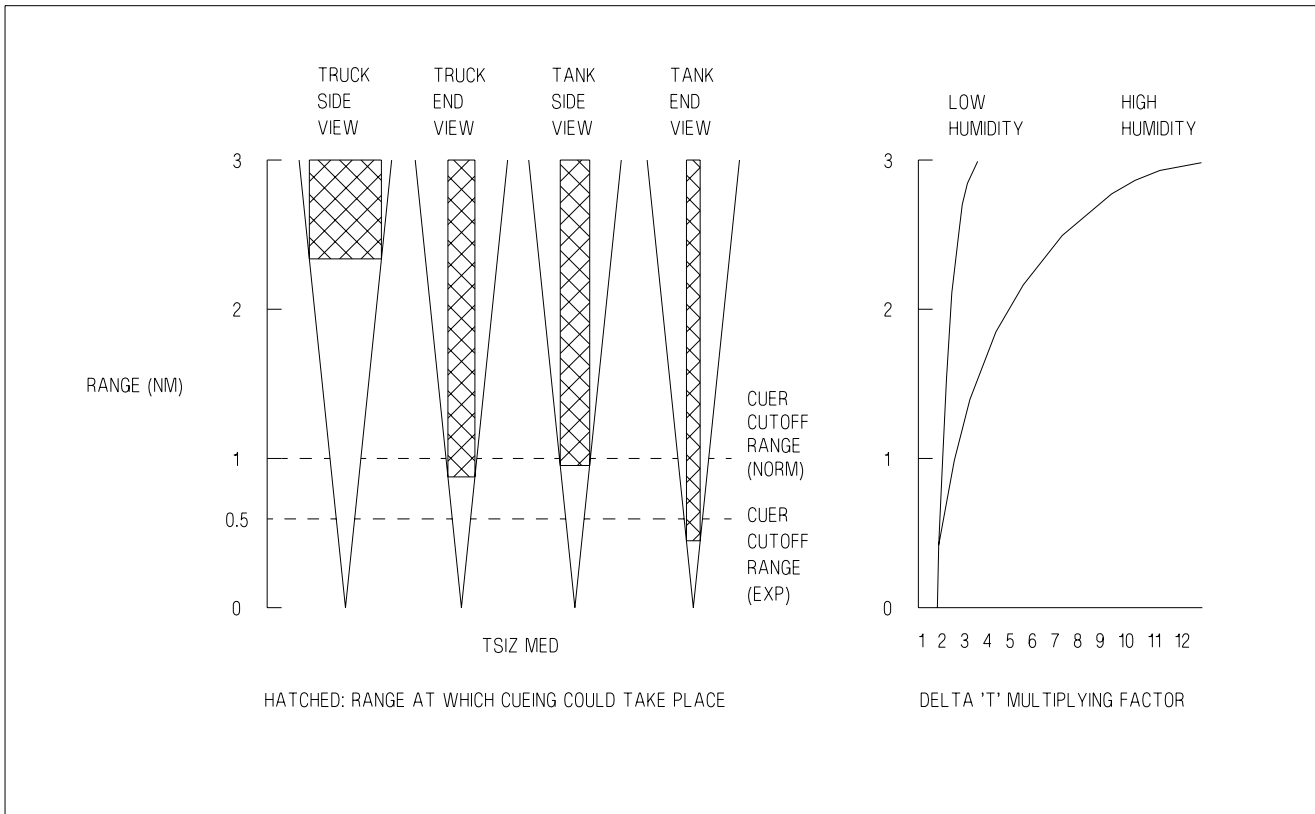 TRUCK
SIDE
VIEW
TRUCK
END
VIEW
TANK
SIDE
VIEW
TANK
END
VIEW
3
2
1
0.5
0
RANGE (NM)
CUER
CUTOFF
RANGE
(NORM)
CUER
CUTOFF
RANGE
(EXP)
TSIZ MED
HATCHED: RANGE AT WHICH CUEING COULD TAKE PLACE
LOW
HUMIDITY
HIGH
HUMIDITY
3
2
1
0
1 2 3 4 5 6 7 8 9 10 11 12
DELTA 'T' MULTIPLYING FACTOR